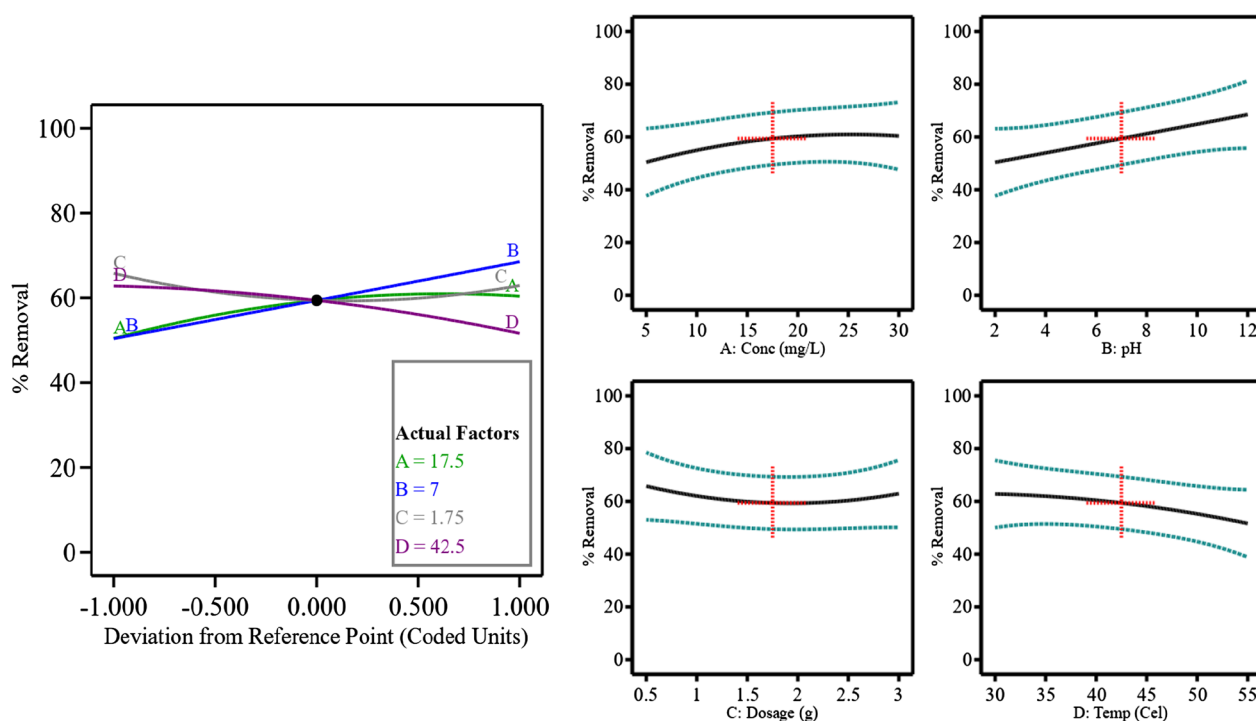 100
80
60
40
20
0
% Removal
C
D
A
B
B
C
A
D
Actual Factors
A = 17.5
B = 7
C = 1.75
D = 42.5
-1.000 -0.500 0.000 0.500 1.000
Deviation from Reference Point (Coded Units)
100
80
60
40
20
0
% Removal
5 10 15 20 25 30
A: Conc (mg/L)
100
80
60
40
20
0
% Removal
2 4 6 8 10 12
B: pH
100
80
60
40
20
0
% Removal
0.5 1 1.5 2 2.5 3
C: Dosage (g)
100
80
60
40
20
0
% Removal
30 35 40 45 50 55
D: Temp (Cel)